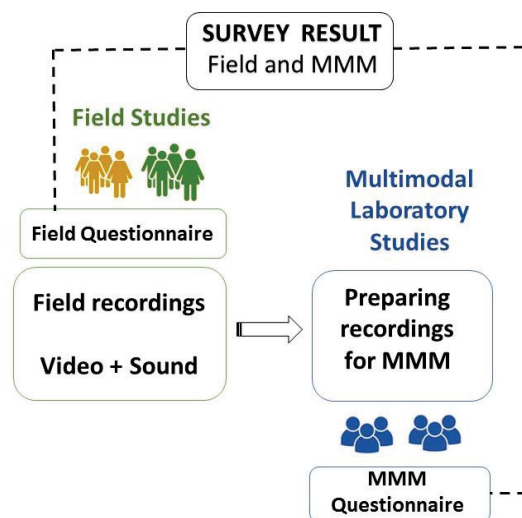 SURVEY RESULT
Field and MMM
Field Studies
Field Questionnaire
Field recordings
Video + Sound
Multimodal
Laboratory
Studies
Preparing
recordings
for MMM
MMM
Questionnaire